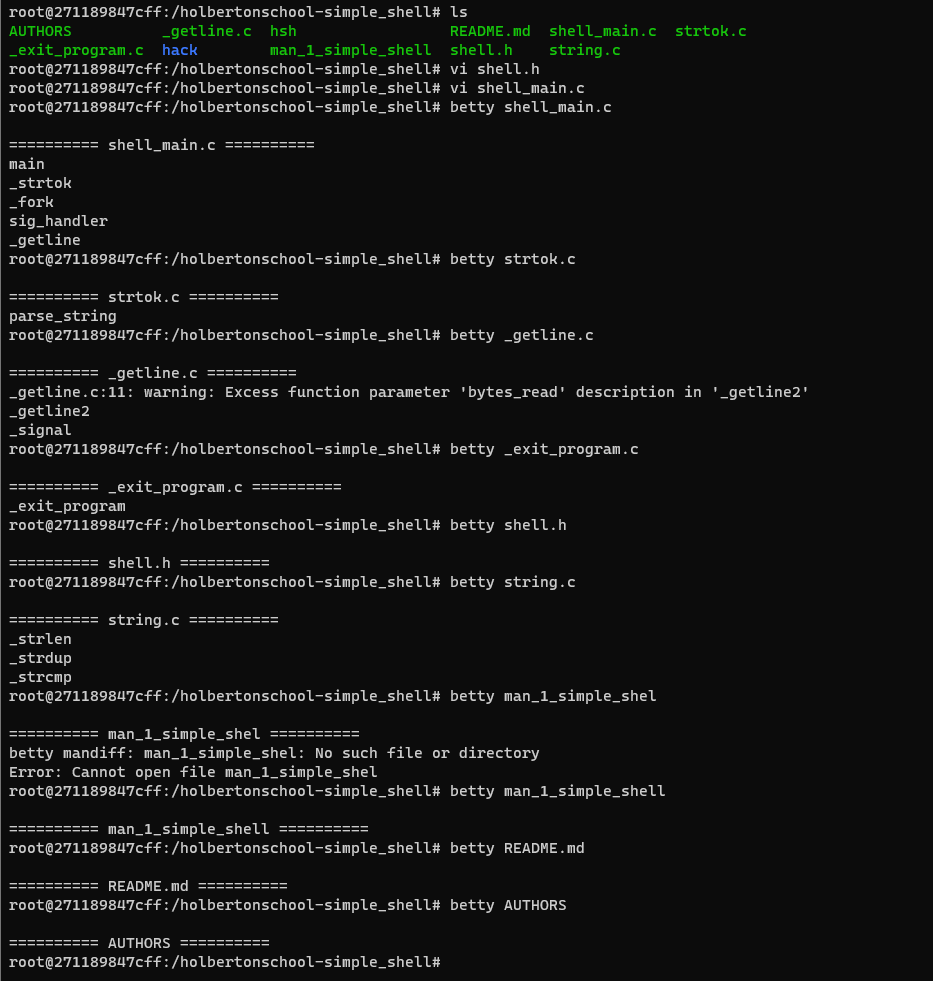 root@271189847cff:/holbertonschool-simple_shell# ls
AUTHORS          _getline.c  hsh                 README.md  shell_main.c  strtok.c
_exit_program.c  hack        man_1_simple_shell  shell.h    string.c
root@271189847cff:/holbertonschool-simple_shell# vi shell.h
root@271189847cff:/holbertonschool-simple_shell# vi shell_main.c
root@271189847cff:/holbertonschool-simple_shell# betty shell_main.c
========== shell_main.c ==========
main
_strtok
_fork
sig_handler
_getline
root@271189847cff:/holbertonschool-simple_shell# betty strtok.c
========== strtok.c ==========
parse_string
root@271189847cff:/holbertonschool-simple_shell# betty _getline.c
========== _getline.c ==========
_getline.c:11: warning: Excess function parameter 'bytes_read' description in '_getline2'
_getline2
_signal
root@271189847cff:/holbertonschool-simple_shell# betty _exit_program.c
========== _exit_program.c ==========
_exit_program
root@271189847cff:/holbertonschool-simple_shell# betty shell.h
========== shell.h ==========
root@271189847cff:/holbertonschool-simple_shell# betty string.c
========== string.c ==========
_strlen
_strdup
_strcmp
root@271189847cff:/holbertonschool-simple_shell# betty man_1_simple_shel
========== man_1_simple_shel ==========
betty mandiff: man_1_simple_shel: No such file or directory
Error: Cannot open file man_1_simple_shel
root@271189847cff:/holbertonschool-simple_shell# betty man_1_simple_shell
========== man_1_simple_shell ==========
root@271189847cff:/holbertonschool-simple_shell# betty README.md
========== README.md ==========
root@271189847cff:/holbertonschool-simple_shell# betty AUTHORS
========== AUTHORS ==========
root@271189847cff:/holbertonschool-simple_shell#